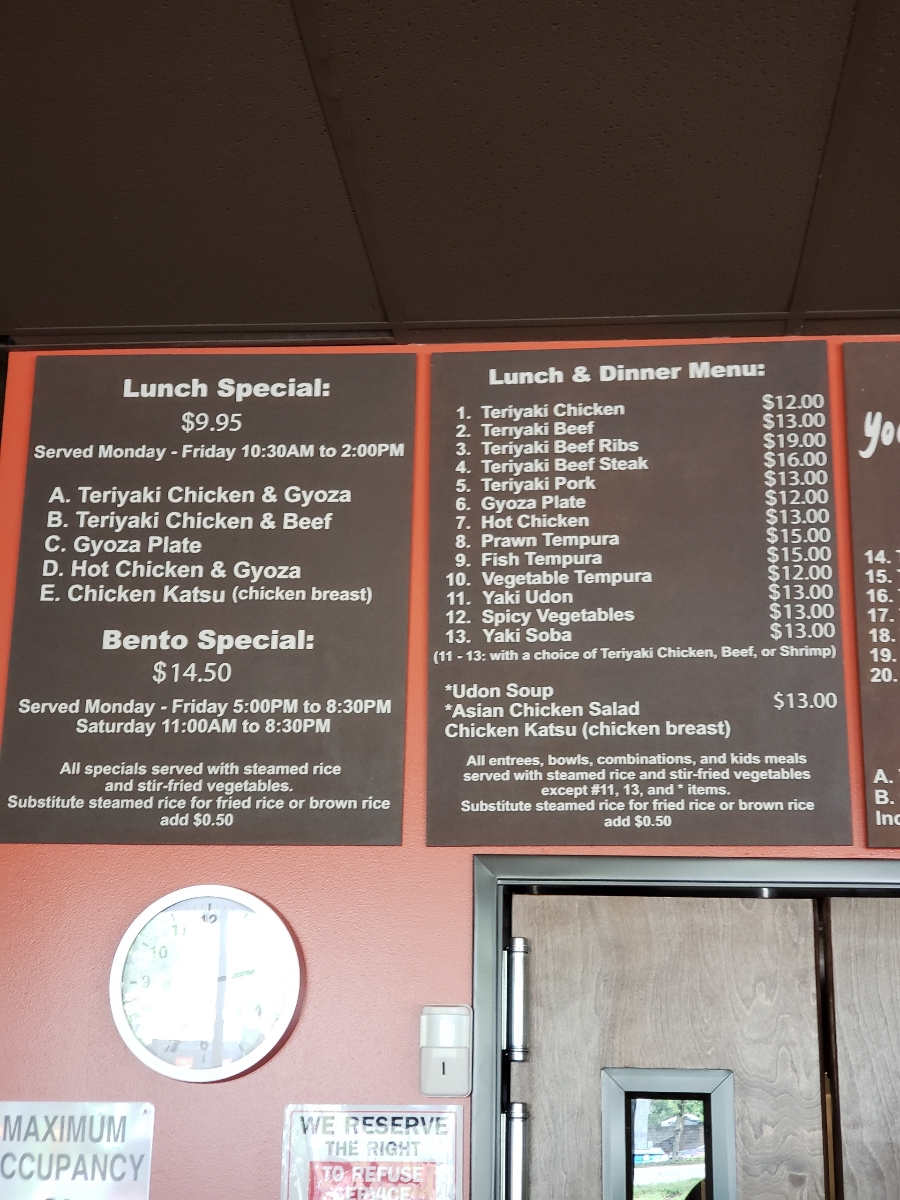 Lunch Special:
$9.95
Served Monday - Friday 10:30AM to 2:00PM
A. Teriyaki Chicken & Gyoza
B. Teriyaki Chicken & Beef
C. Gyoza Plate
D. Hot Chicken & Gyoza
E. Chicken Katsu (chicken breast)
Bento Special:
$14.50
Served Monday - Friday 5:00PM to 8:30PM
Saturday 11:00AM to 8:30PM
All specials served with steamed rice
and stir-fried vegetables.
Substitute steamed rice for fried rice or brown rice
add $0.50
Lunch & Dinner Menu:
1. Teriyaki Chicken $12.00
2. Teriyaki Beef $13.00
3. Teriyaki Beef Ribs $19.00
4. Teriyaki Beef Steak $16.00
5. Teriyaki Pork $13.00
6. Gyoza Plate $12.00
7. Hot Chicken $13.00
8. Prawn Tempura $15.00
9. Fish Tempura $15.00
10. Vegetable Tempura $12.00
11. Yaki Udon $13.00
12. Spicy Vegetables $13.00
13. Yaki Soba $13.00
(11 - 13: with a choice of Teriyaki Chicken, Beef, or Shrimp)
*Udon Soup
*Asian Chicken Salad $13.00
Chicken Katsu (chicken breast)
All entrees, bowls, combinations, and kids meals
served with steamed rice and stir-fried vegetables
except #11, 13, and * items.
Substitute steamed rice for fried rice or brown rice
add $0.50
yo
14.
15.
16.
17.
18.
19.
20.
A.
B.
Inc
12
11
10
9
4
6
MAXIMUM
CCUPANCY
WE RESERVE
THE RIGHT
TO REFUSE
SERVICE